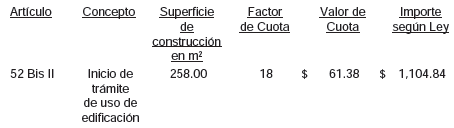 Artículo Concepto Superficie de construcción en m² Factor de Cuota Valor de Cuota Importe según Ley
52 Bis II Inicio de trámite de uso de edificación 258.00 18 $ 61.38 $ 1,104.84